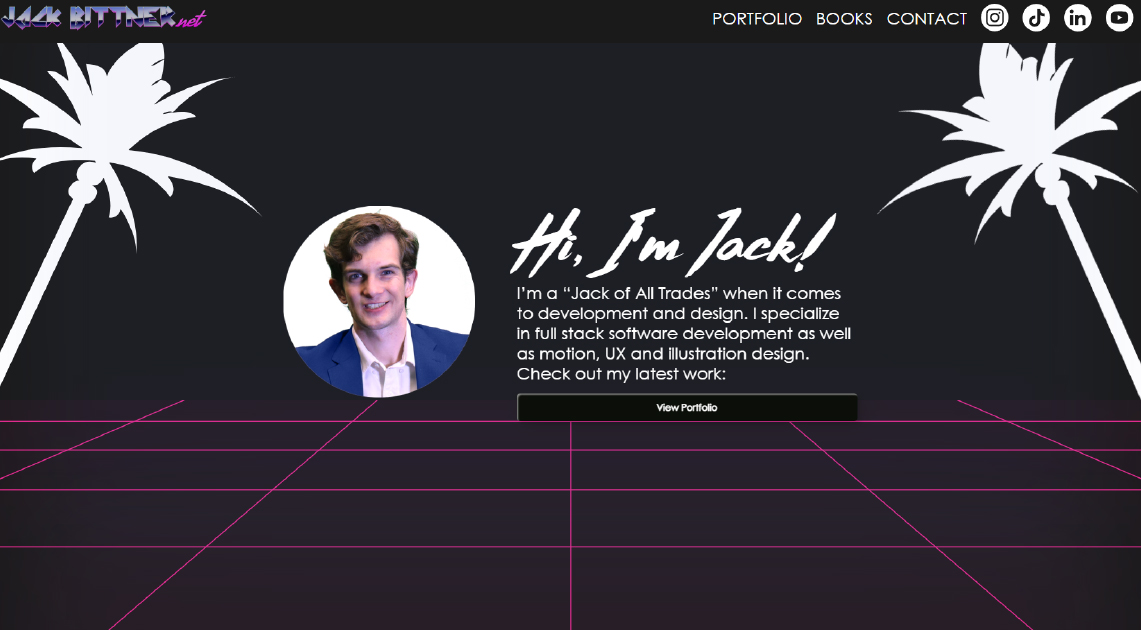 JACK BITTNER.net
PORTFOLIO BOOKS CONTACT
Hi, I'm Jack!
I'm a “Jack of All Trades” when it comes
to development and design. I specialize
in full stack software development as well
as motion, UX and illustration design.
Check out my latest work:
View Portfolio